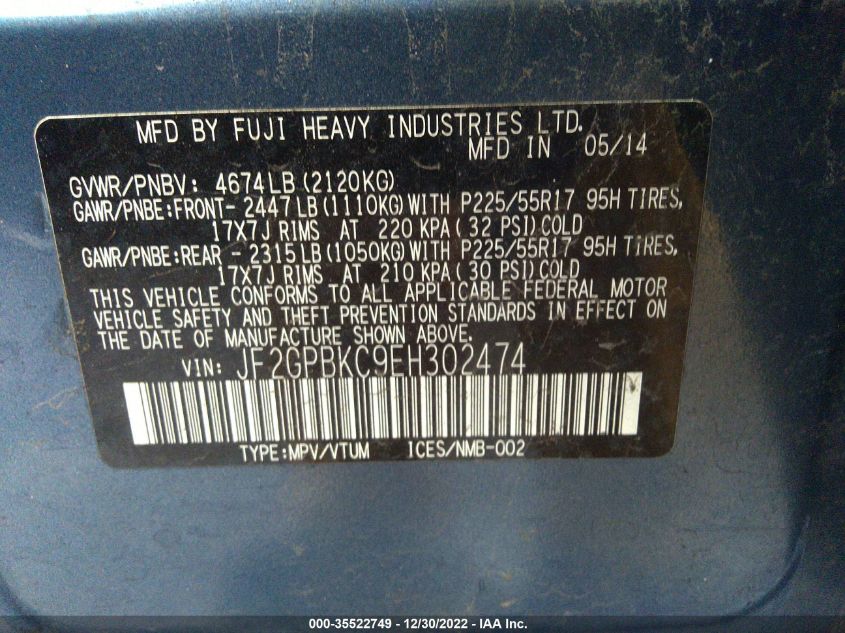 MFD BY FUJI HEAVY INDUSTRIES LTD.
MFD IN 05/14
GVWR/PNBV: 4674LB(2120KG)
GAWR/PNBE:FRONT- 2447LB(1110KG)WITH P225/55R17 95H TIRES,
17X7J RIMS AT 220 KPA(32 PSI)COLD
GAWR/PNBE:REAR - 2315LB(1050KG)WITH P225/55R17 95H TIRES,
17X7J RIMS AT 210 KPA(30 PSI)COLD
THIS VEHICLE CONFORMS TO ALL APPLICABLE FEDERAL MOTOR
VEHICLE SAFETY AND THEFT PREVENTION STANDARDS IN EFFECT ON
THE DATE OF MANUFACTURE SHOWN ABOVE.
VIN: JF2GPBKC9EH302474
TYPE:MPV/VTUM ICES/NMB-002
000-35522749 - 12/30/2022 - IAA Inc.